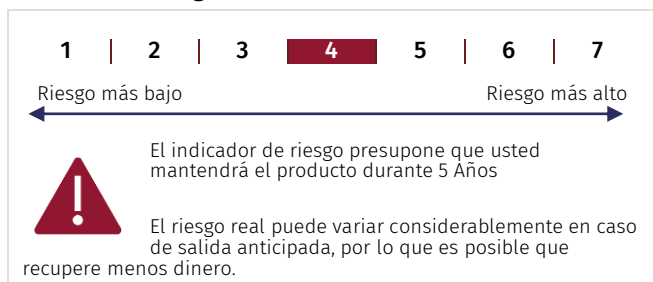 1 | 2 | 3 | 4 | 5 | 6 | 7
Riesgo más bajo Riesgo más alto
El indicador de riesgo presupone que usted
mantendrá el producto durante 5 Años
El riesgo real puede variar considerablemente en caso
de salida anticipada, por lo que es posible que
recupere menos dinero.